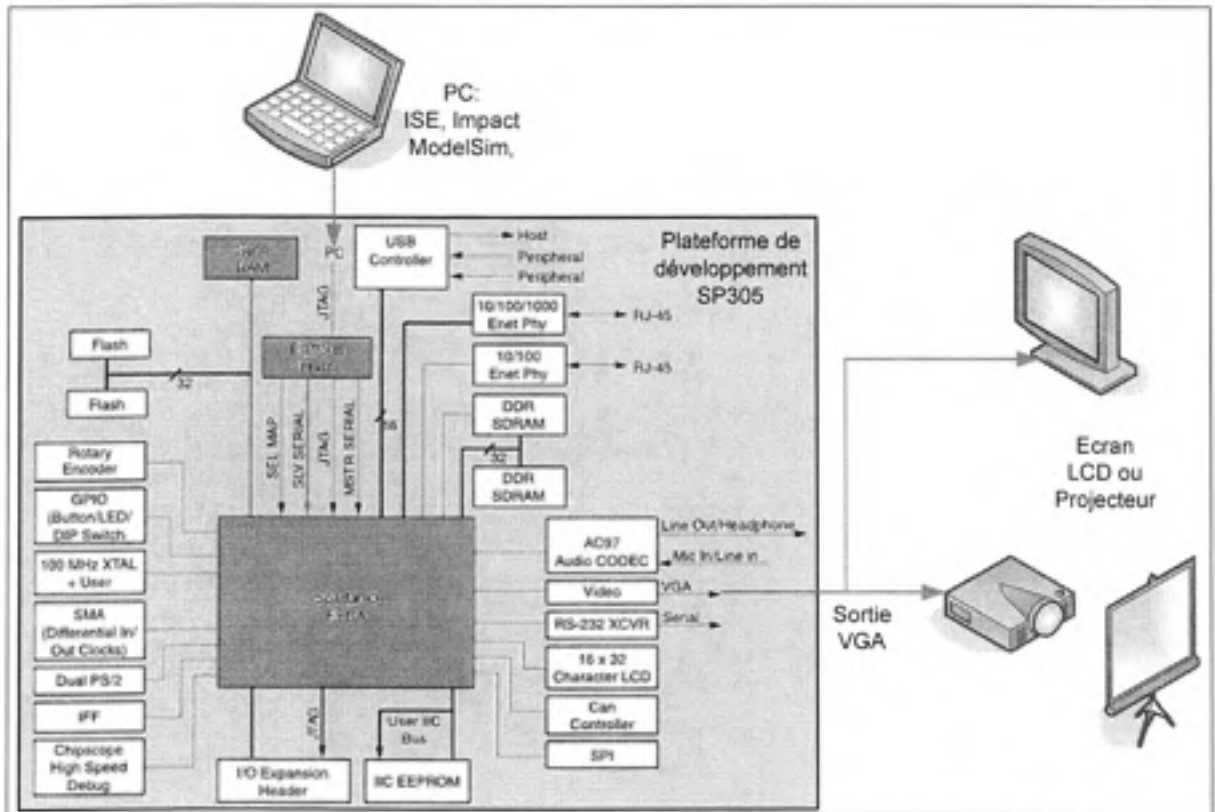 PC:
ISE, Impact
ModelSim,
Plateforme de
développement
SP305
PC
JTAG
USB
Controller
Host
Peripheral
Peripheral
10/100/1000
Enet Phy
RJ-45
10/100
Enet Phy
RJ-45
Flash
32
Flash
SEL MAP
SLV SERIAL
JTAG
MSTR SERIAL
16
DDR
SDRAM
32
DDR
SDRAM
Rotary
Encoder
GPIO
(Button/LED/
DIP Switch
100 MHz XTAL
+ User
SMA
(Differential In/
Out Clocks)
Dual PS/2
IFF
Chipscope
High Speed
Debug
FPGA
AC97
Audio CODEC
Line Out/Headphone
Mic In/Line in
Video
VGA
RS-232 XCVR
Serial
16 x 32
Character LCD
Can
Controller
SPI
JTAG
User IIC
Bus
I/O Expansion
Header
IIC EEPROM
Ecran
LCD ou
Projecteur
Sortie
VGA